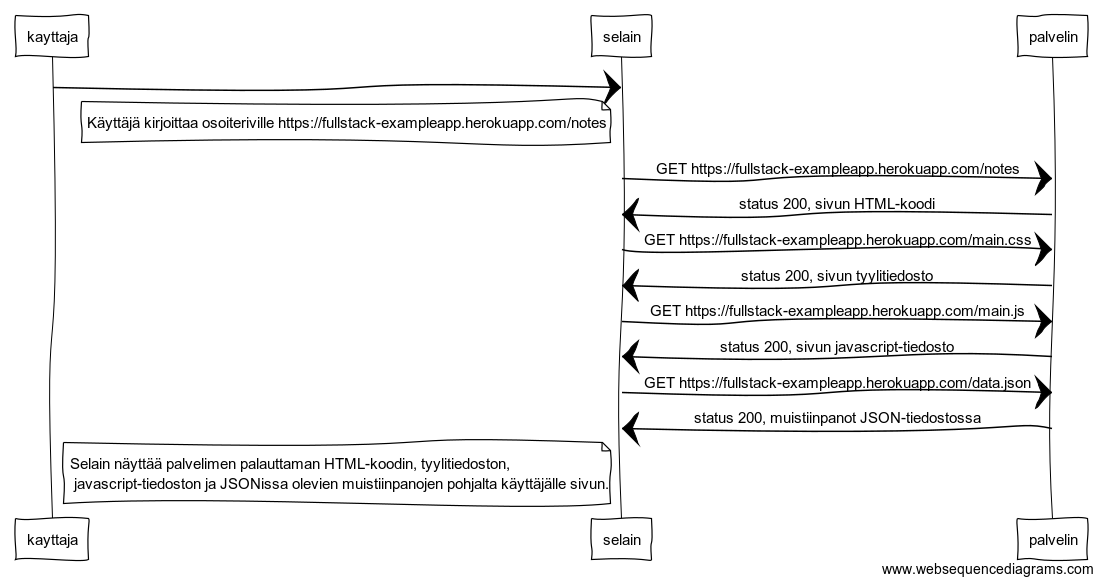 kayttaja
selain
palvelin
Käyttäjä kirjoittaa osoiteriville https://fullstack-exampleapp.herokuapp.com/notes
GET https://fullstack-exampleapp.herokuapp.com/notes
status 200, sivun HTML-koodi
GET https://fullstack-exampleapp.herokuapp.com/main.css
status 200, sivun tyylitiedosto
GET https://fullstack-exampleapp.herokuapp.com/main.js
status 200, sivun javascript-tiedosto
GET https://fullstack-exampleapp.herokuapp.com/data.json
status 200, muistiinpanot JSON-tiedostossa
Selain näyttää palvelimen palauttaman HTML-koodin, tyylitiedoston,
javascript-tiedoston ja JSONissa olevien muistiinpanojen pohjalta käyttäjälle sivun.
kayttaja
selain
palvelin
www.websequencediagrams.com